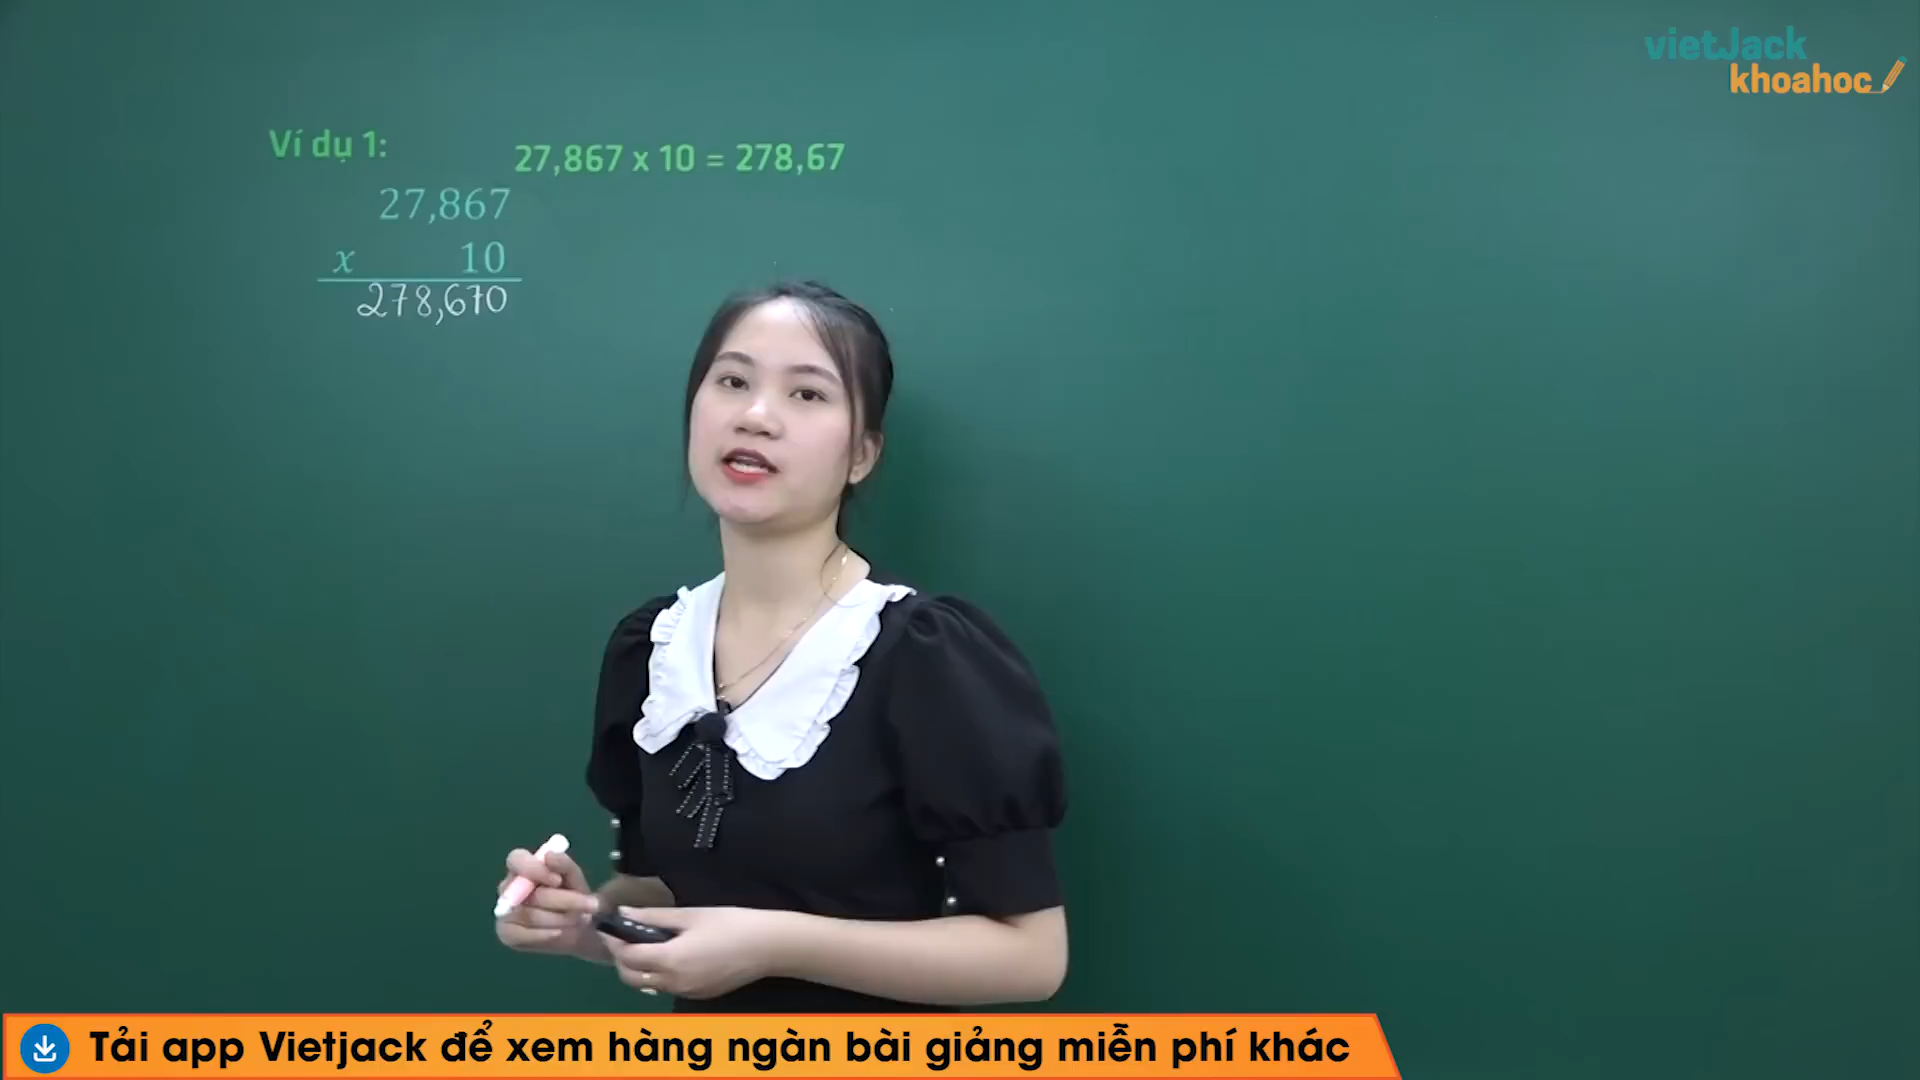 vietJack
khoahoc
Ví dụ 1:
27,867 x 10 = 278,67
27,867
x 10
278,670
Tải app Vietjack để xem hàng ngàn bài giảng miễn phí khác